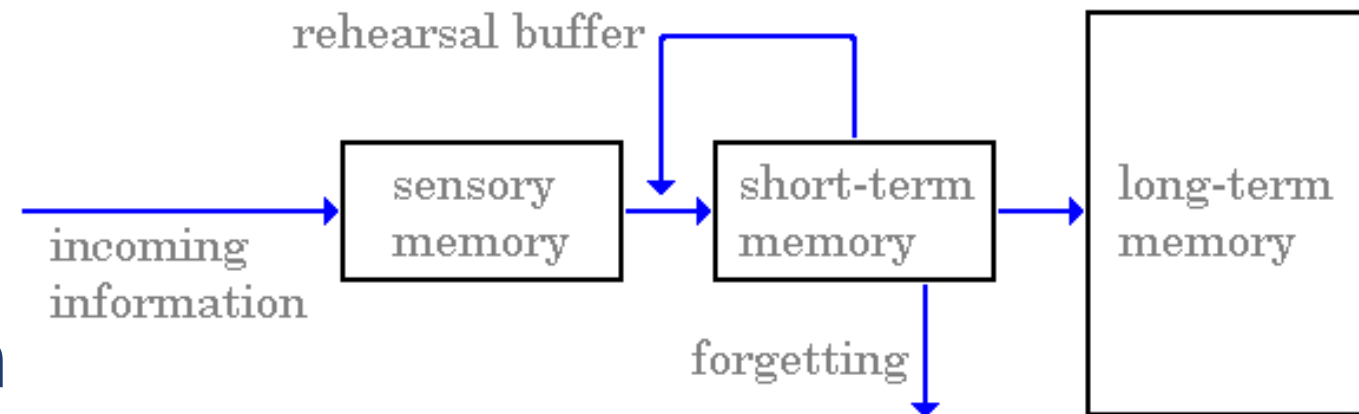 rehearsal buffer
sensory
memory
short-term
memory
long-term
memory
incoming
information
forgetting